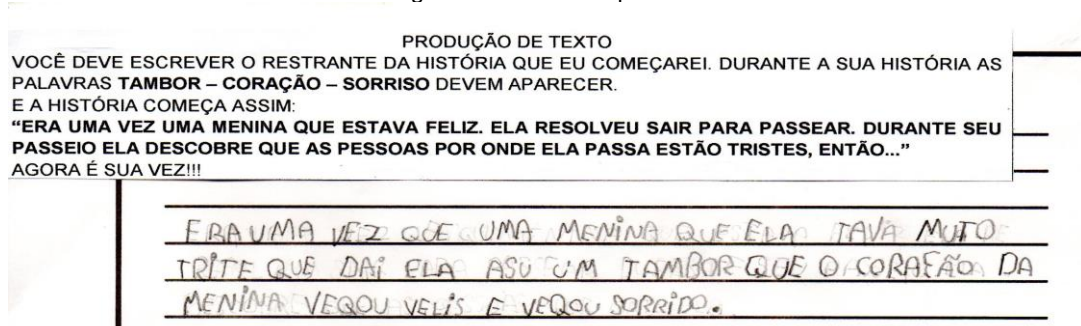 PRODUÇÃO DE TEXTO
VOCÊ DEVE ESCREVER O RESTRANTE DA HISTÓRIA QUE EU COMEÇAREI. DURANTE A SUA HISTÓRIA AS
PALAVRAS TAMBOR – CORAÇÃO – SORRISO DEVEM APARECER.
E A HISTÓRIA COMEÇA ASSIM:
“ERA UMA VEZ UMA MENINA QUE ESTAVA FELIZ. ELA RESOLVEU SAIR PARA PASSEAR. DURANTE SEU
PASSEIO ELA DESCOBRE QUE AS PESSOAS POR ONDE ELA PASSA ESTÃO TRISTES, ENTÃO...”
AGORA É SUA VEZ!!!
ERA UMA VEZ QUE UMA MENINA QUE ELA TAVA MUTO
TRITE QUE DAI ELA ASU UM TAMBOR QUE O CORAÇÃO DA
MENINA VEQOU VELIS E VEQOU SORRIDO.